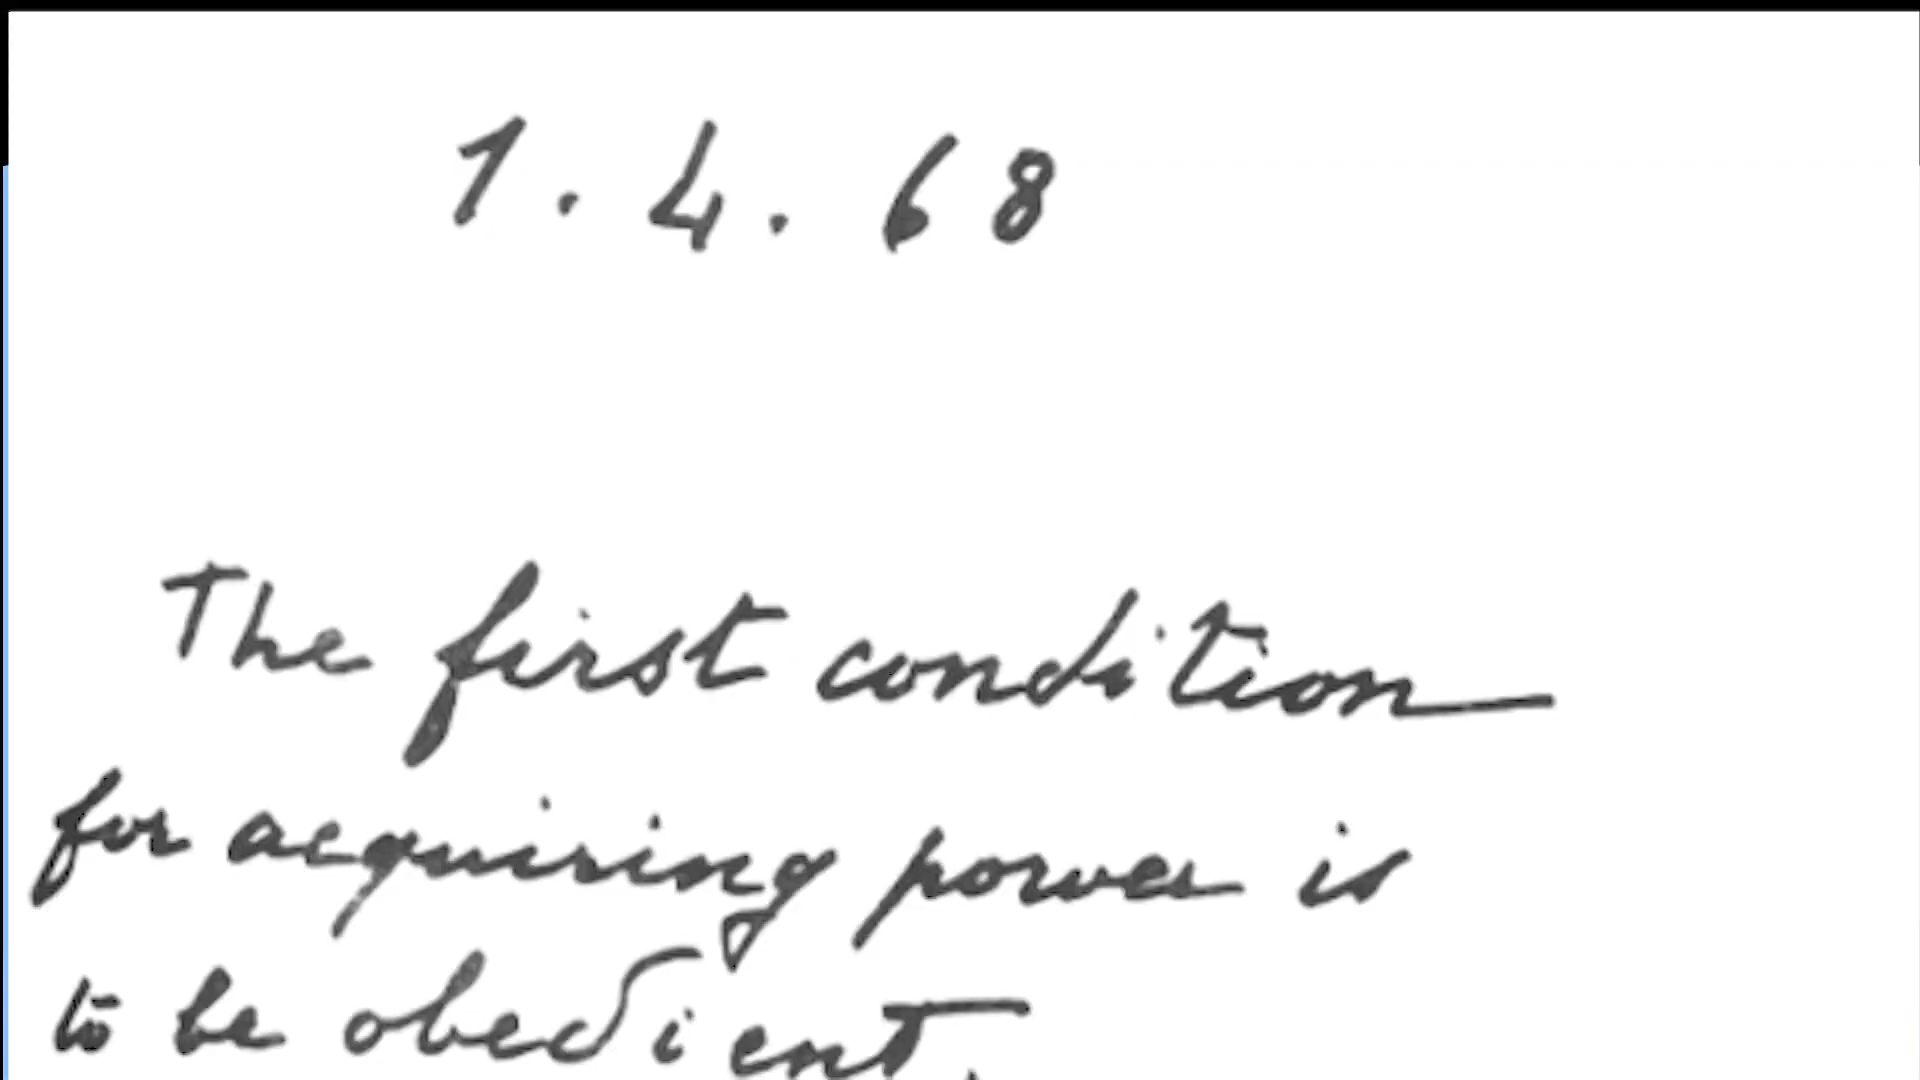 1.4.68
The first condition
for acquiring power is
to be obedient.